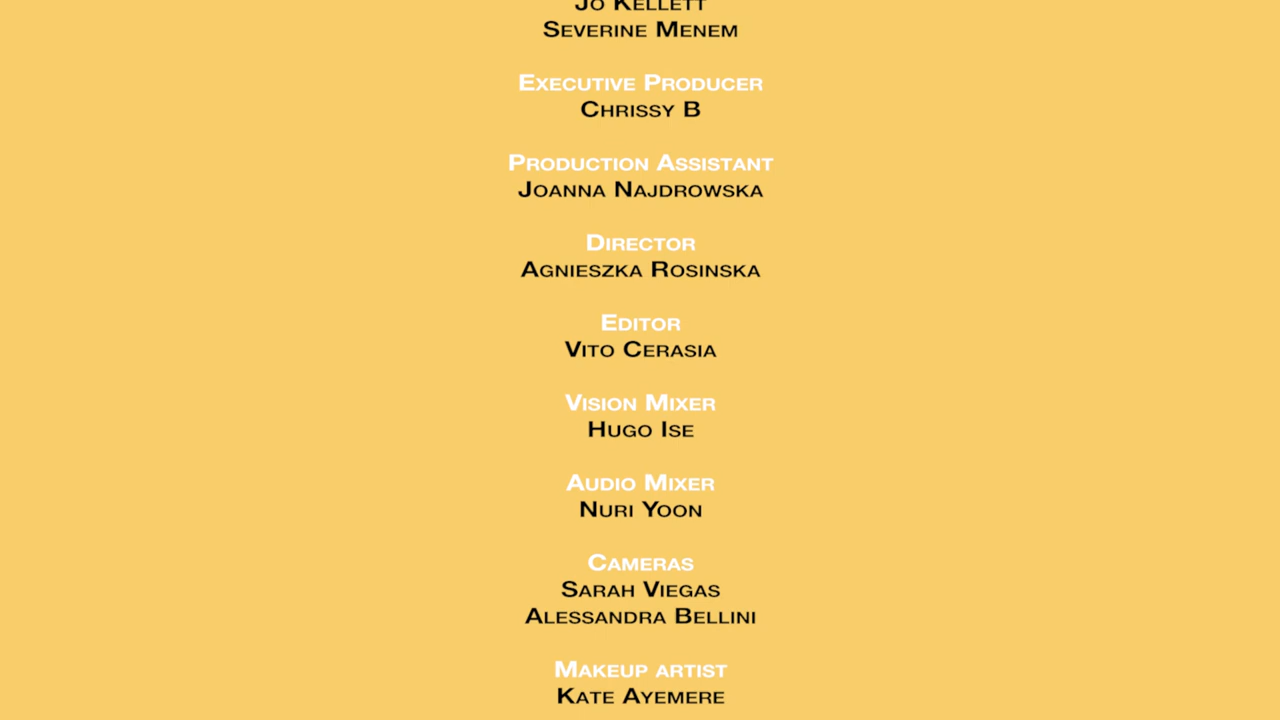 Jo Kellett
Severine Menem
Executive Producer
Chrissy B
Production Assistant
Joanna Najdrowska
Director
Agnieszka Rosinska
Editor
Vito Cerasia
Vision Mixer
Hugo Ise
Audio Mixer
Nuri Yoon
Cameras
Sarah Viegas
Alessandra Bellini
Makeup artist
Kate Ayemere